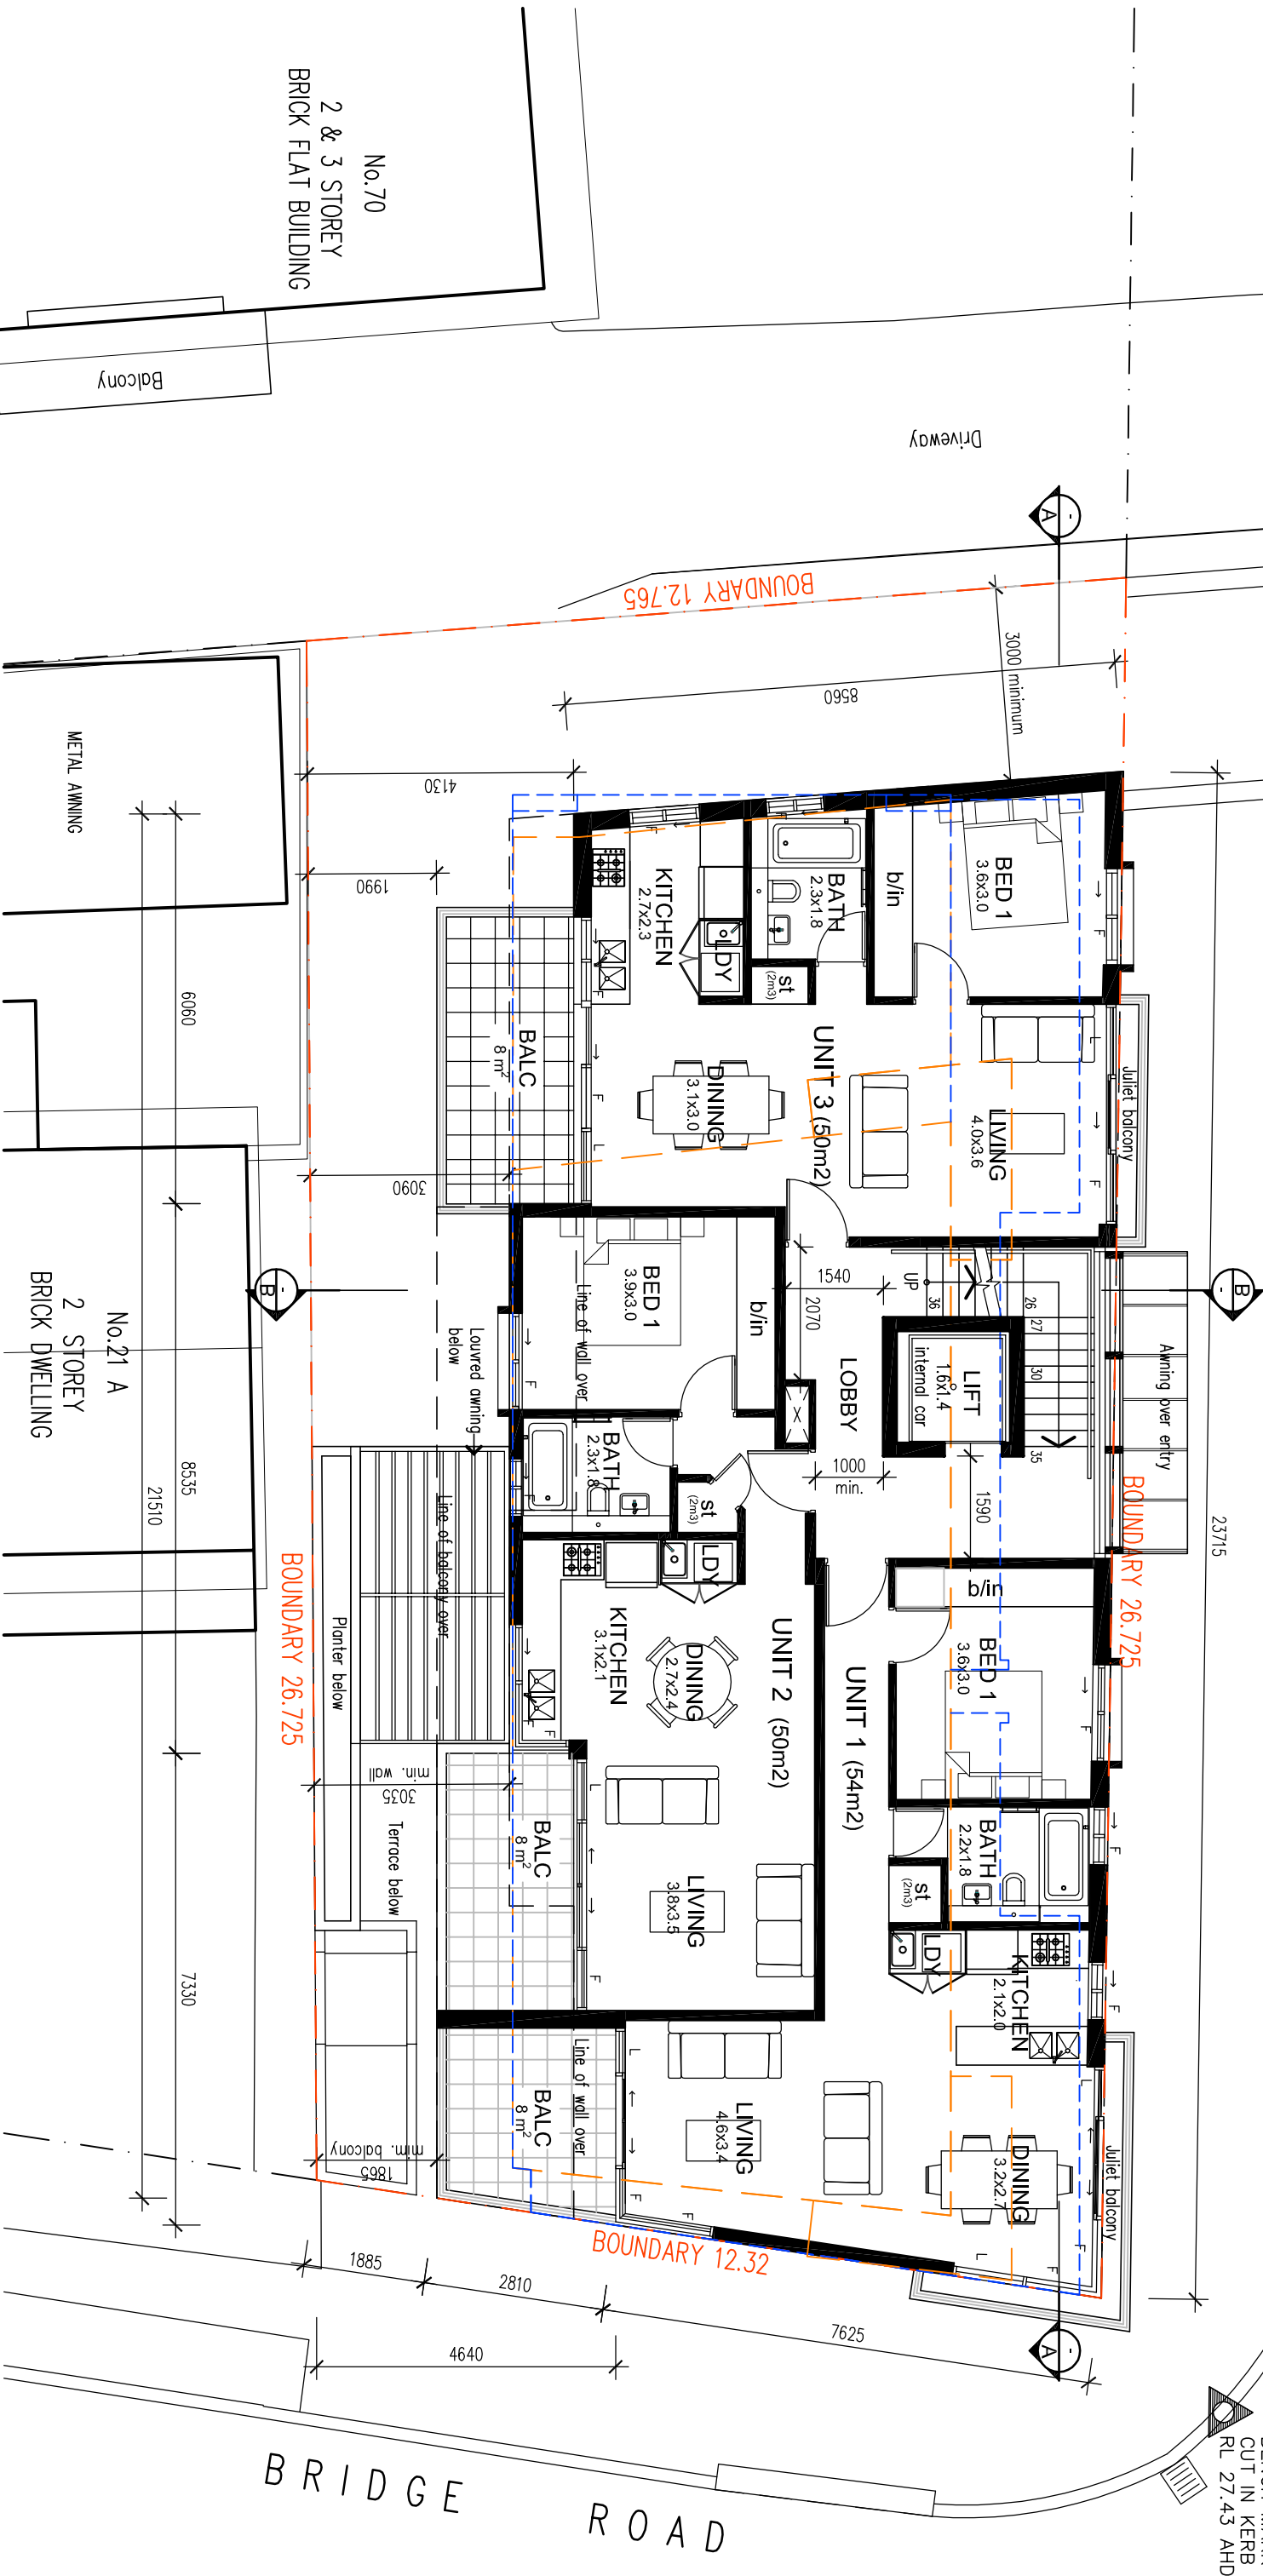 No.70
2 & 3 STOREY
BRICK FLAT BUILDING
Balcony
Driveway
A
-
BOUNDARY 12.765
3000 minimum
8560
4130
1990
METAL AWNING
23715
BED 1
3.6x3.0
b/in
BATH
2.3x1.8
KITCHEN
2.7x2.3
LDY
st
(2m3)
F
F
F
BALC
8 m²
UNIT 3 (50m2)
DINING
3.1x3.0
LIVING
4.0x3.6
Juliet balcony
L
F
F
L
F
6060
3090
B
-
B
-
No.21 A
2 STOREY
BRICK DWELLING
BED 1
3.9x3.0
b/in
Line of wall over
F
Louvred awning
below
1540
2070
UP
36
26
27
30
35
LIFT
1.6x1.4
internal car
LOBBY
1000
min.
1590
Awning over entry
BOUNDARY 26.725
8535
21510
BOUNDARY 26.725
Planter below
Line of balcony over
BATH
2.3x1.8
F
st
(2m3)
LDY
KITCHEN
3.1x2.1
DINING
2.7x2.4
UNIT 2 (50m2)
F
F
UNIT 1 (54m2)
b/in
BED 1
3.6x3.0
F
BATH
2.2x1.8
F
st
(2m3)
LDY
KITCHEN
2.1x2.0
F
3035
min. wall
Terrace below
BALC
8 m²
L
LIVING
3.8x3.5
F
7330
1865
mim. balcony
BALC
8 m²
Line of wall over
L
F
F
LIVING
4.6x3.4
DINING
3.2x2.7
Juliet balcony
L
F
L
F
F
BOUNDARY 12.32
1885
2810
7625
4640
A
-
CUT IN KERB
RL 27.43 AHD
BRIDGE ROAD